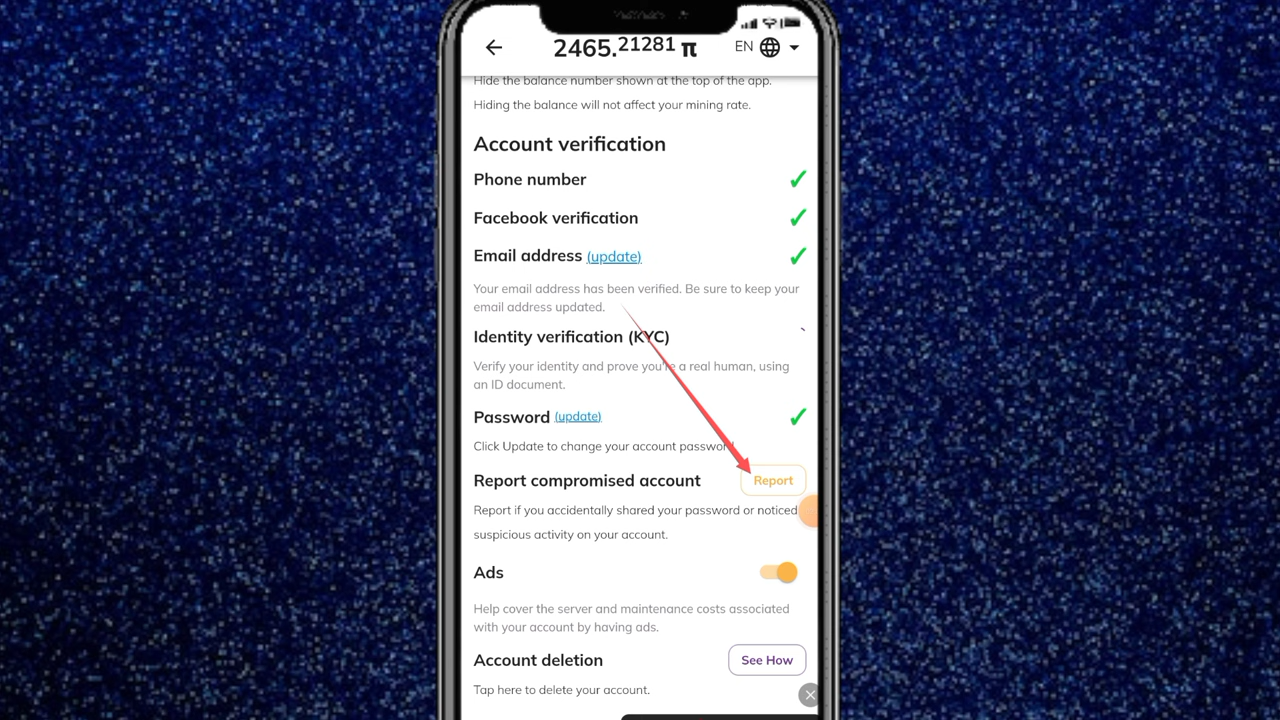 2465.21281 π
EN
Hide the balance number shown at the top of the app.
Hiding the balance will not affect your mining rate.
Account verification
Phone number
Facebook verification
Email address (update)
Your email address has been verified. Be sure to keep your
email address updated.
Identity verification (KYC)
Verify your identity and prove you're a real human, using
an ID document.
Password (update)
Click Update to change your account password.
Report compromised account
Report
Report if you accidentally shared your password or noticed
suspicious activity on your account.
Ads
Help cover the server and maintenance costs associated
with your account by having ads.
Account deletion
See How
Tap here to delete your account.